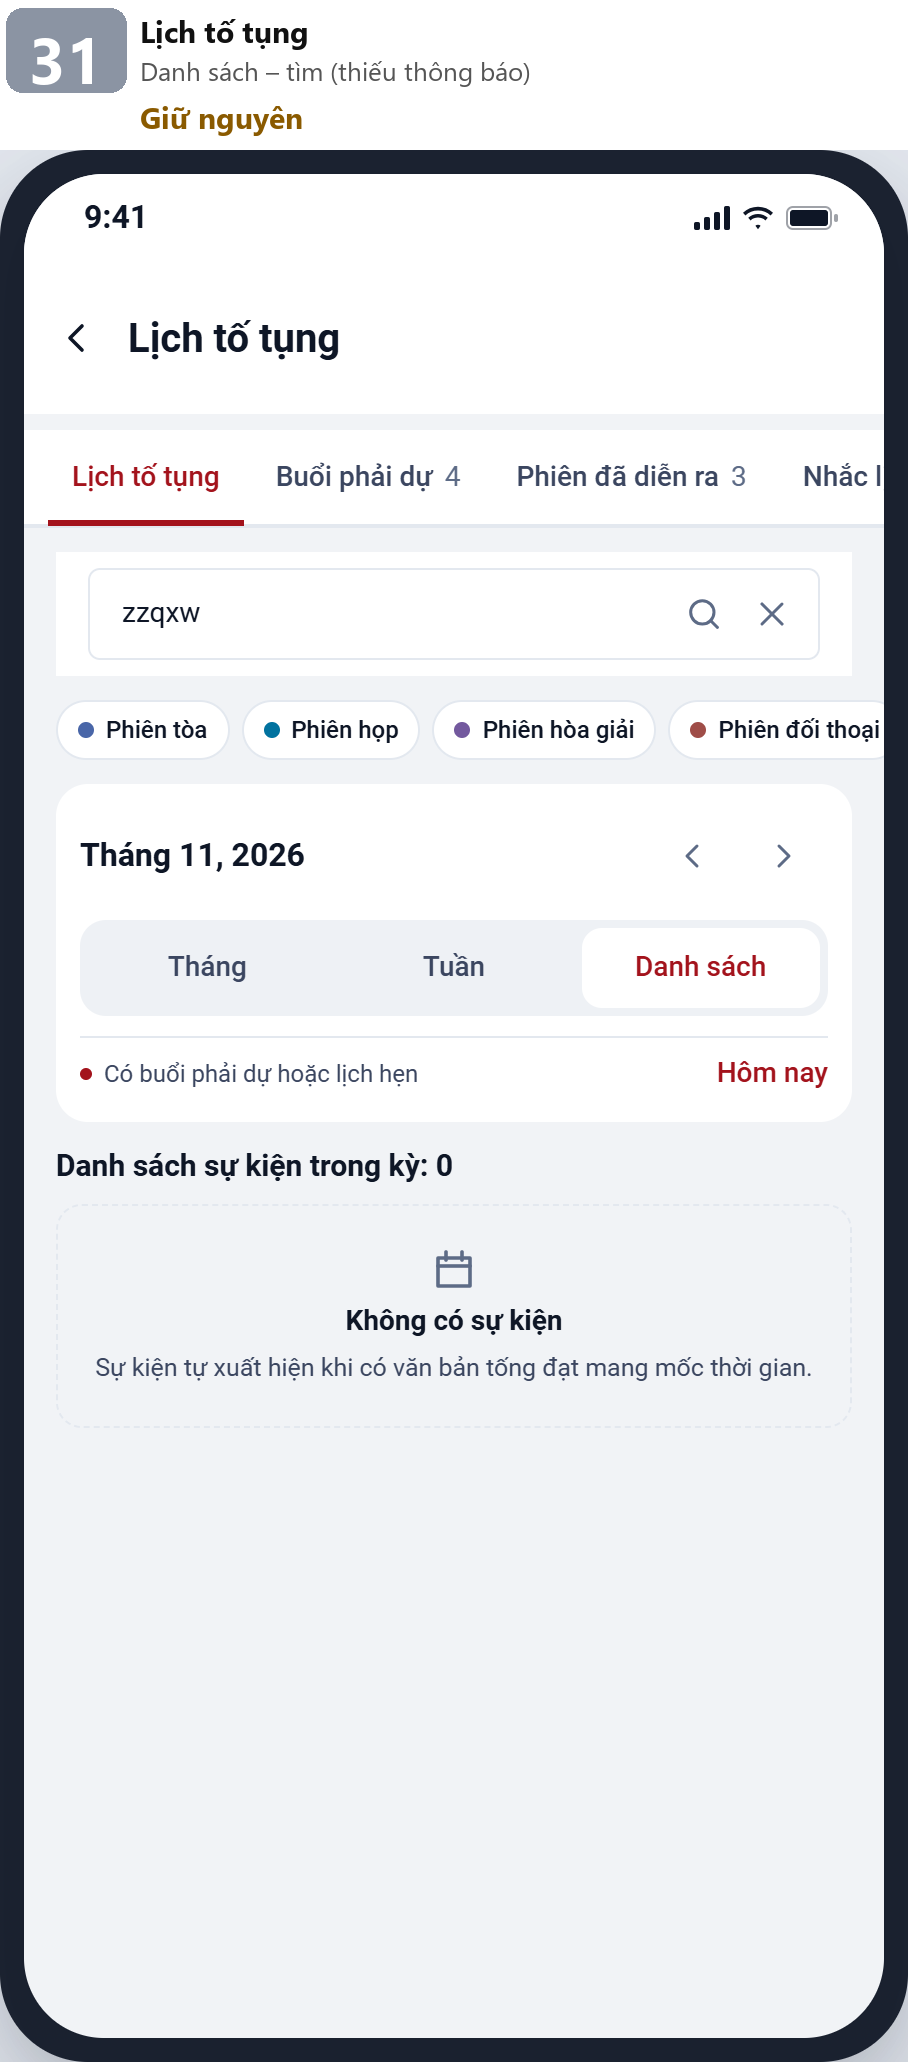 31
Lịch tố tụng
Danh sách – tìm (thiếu thông báo)
Giữ nguyên
9:41
Lịch tố tụng
Lịch tố tụng Buổi phải dự 4 Phiên đã diễn ra 3 Nhắc l
zzqxw
Phiên tòa Phiên họp Phiên hòa giải Phiên đối thoại
Tháng 11, 2026
Tháng Tuần Danh sách
Có buổi phải dự hoặc lịch hẹn Hôm nay
Danh sách sự kiện trong kỳ: 0
Không có sự kiện
Sự kiện tự xuất hiện khi có văn bản tống đạt mang mốc thời gian.